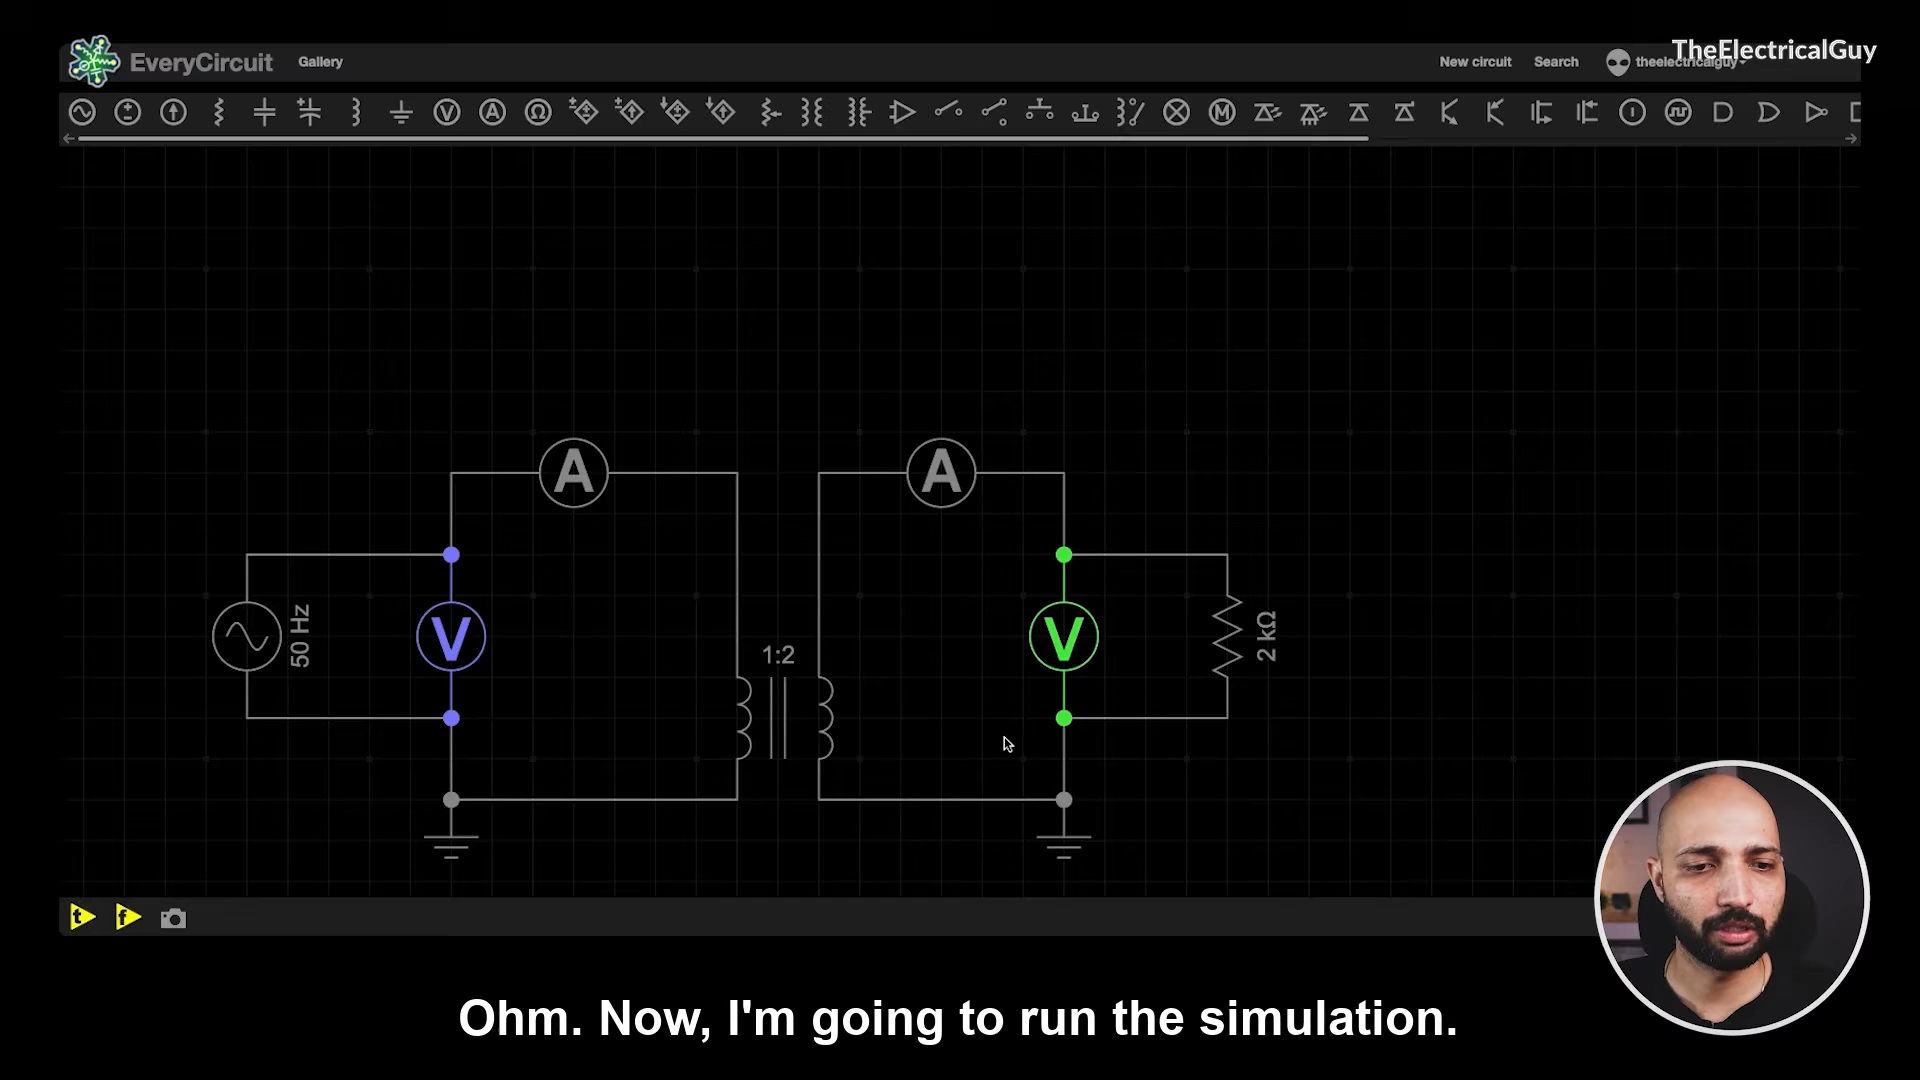 TheElectricalGuy
EveryCircuit
Gallery
New circuit
Search
theelectricalguy
A
A
50 Hz
V
1:2
V
2 kΩ
t
f
Ohm. Now, I'm going to run the simulation.